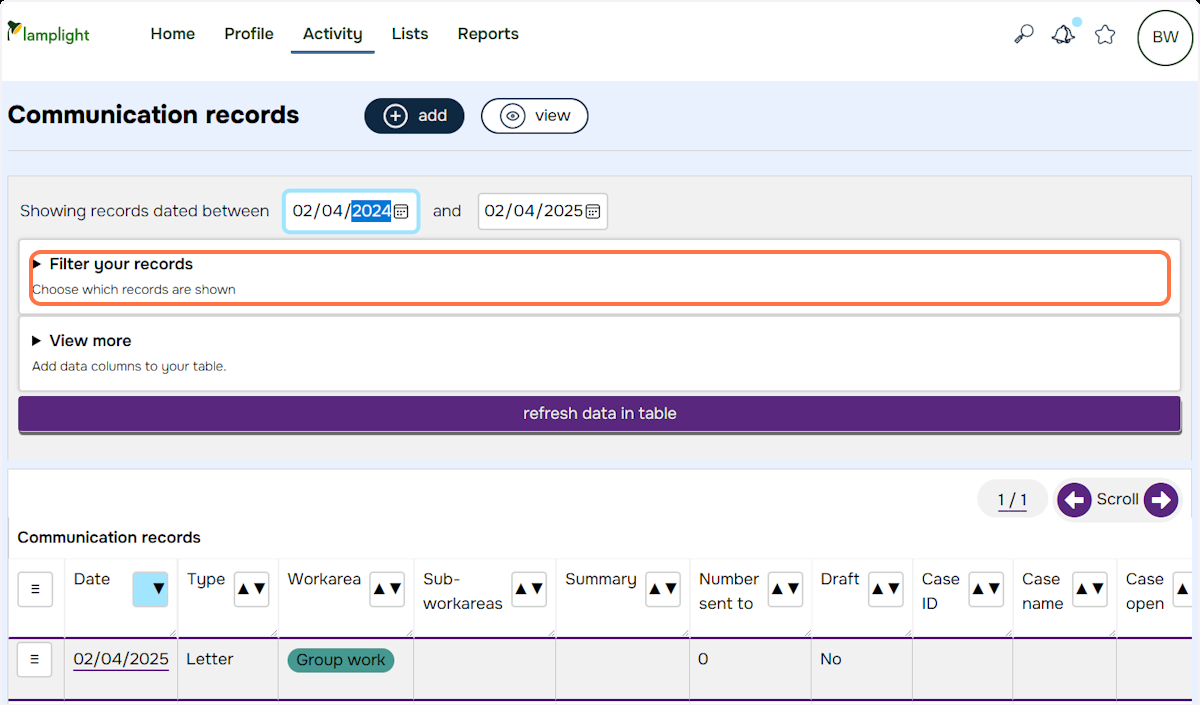 lamplight Home Profile Activity Lists Reports BW
Communication records add view
Showing records dated between 02/04/2024 and 02/04/2025
▶ Filter your records
Choose which records are shown
▶ View more
Add data columns to your table.
refresh data in table
1 / 1 Scroll
Communication records
Date ▼ Type ▲▼ Workarea ▲▼ Sub-workareas ▲▼ Summary ▲▼ Number sent to ▲▼ Draft ▲▼ Case ID ▲▼ Case name ▲▼ Case open ▲
02/04/2025 Letter Group work 0 No